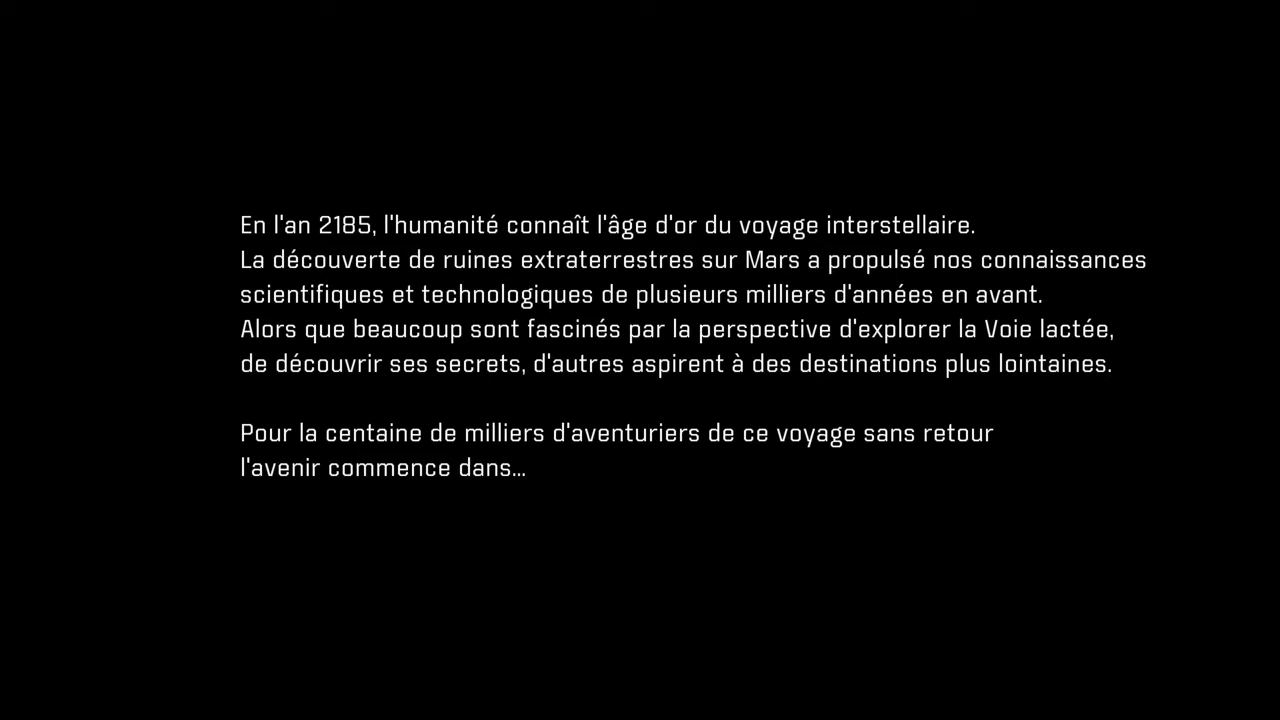 En l'an 2185, l'humanité connaît l'âge d'or du voyage interstellaire.
La découverte de ruines extraterrestres sur Mars a propulsé nos connaissances
scientifiques et technologiques de plusieurs milliers d'années en avant.
Alors que beaucoup sont fascinés par la perspective d'explorer la Voie lactée,
de découvrir ses secrets, d'autres aspirent à des destinations plus lointaines.
Pour la centaine de milliers d'aventuriers de ce voyage sans retour
l'avenir commence dans...